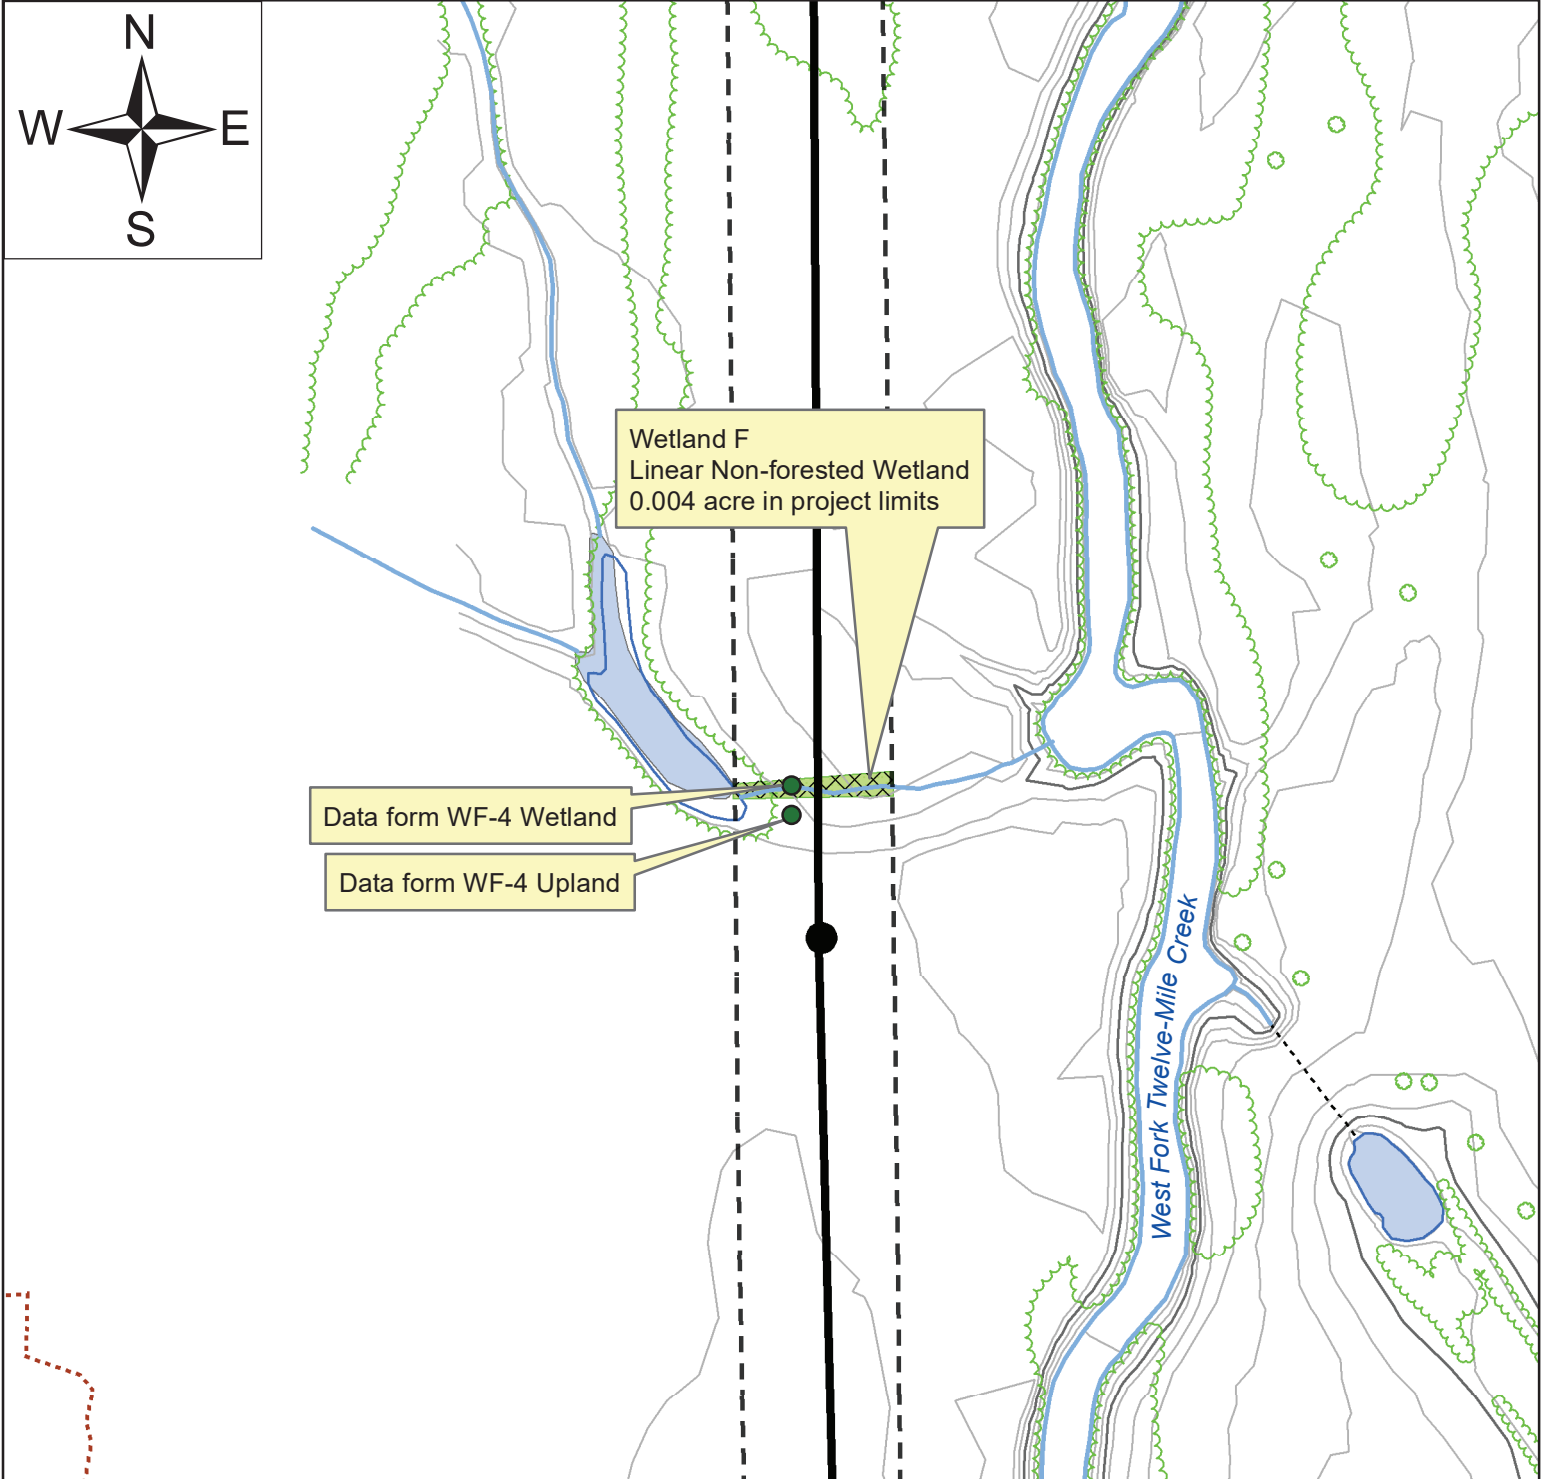 N
W E
S
Wetland F
Linear Non-forested Wetland
0.004 acre in project limits
Data form WF-4 Wetland
Data form WF-4 Upland
West Fork Twelve-Mile Creek